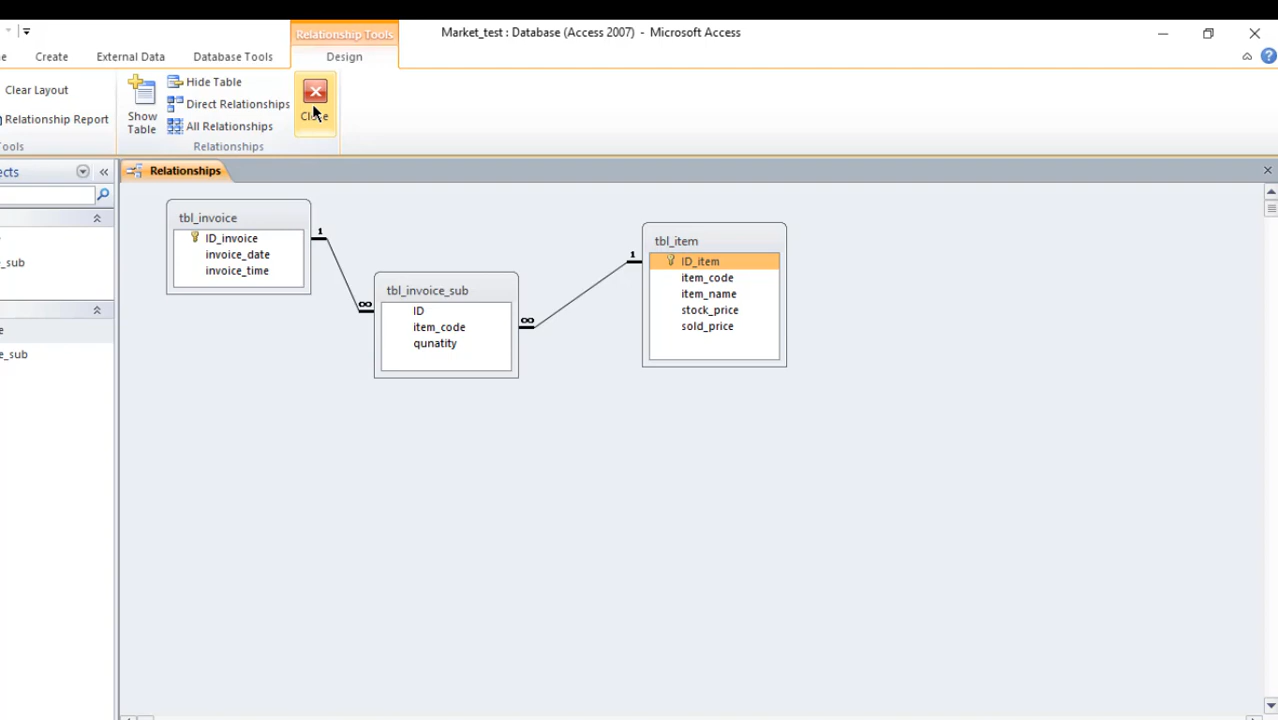 Relationship Tools
Market_test : Database (Access 2007) - Microsoft Access
Create
External Data
Database Tools
Design
Clear Layout
Relationship Report
Show
Table
Hide Table
Direct Relationships
All Relationships
Relationships
Close
Relationships
tbl_invoice
ID_invoice
invoice_date
invoice_time
1
∞
tbl_invoice_sub
ID
item_code
qunatity
∞
1
tbl_item
ID_item
item_code
item_name
stock_price
sold_price